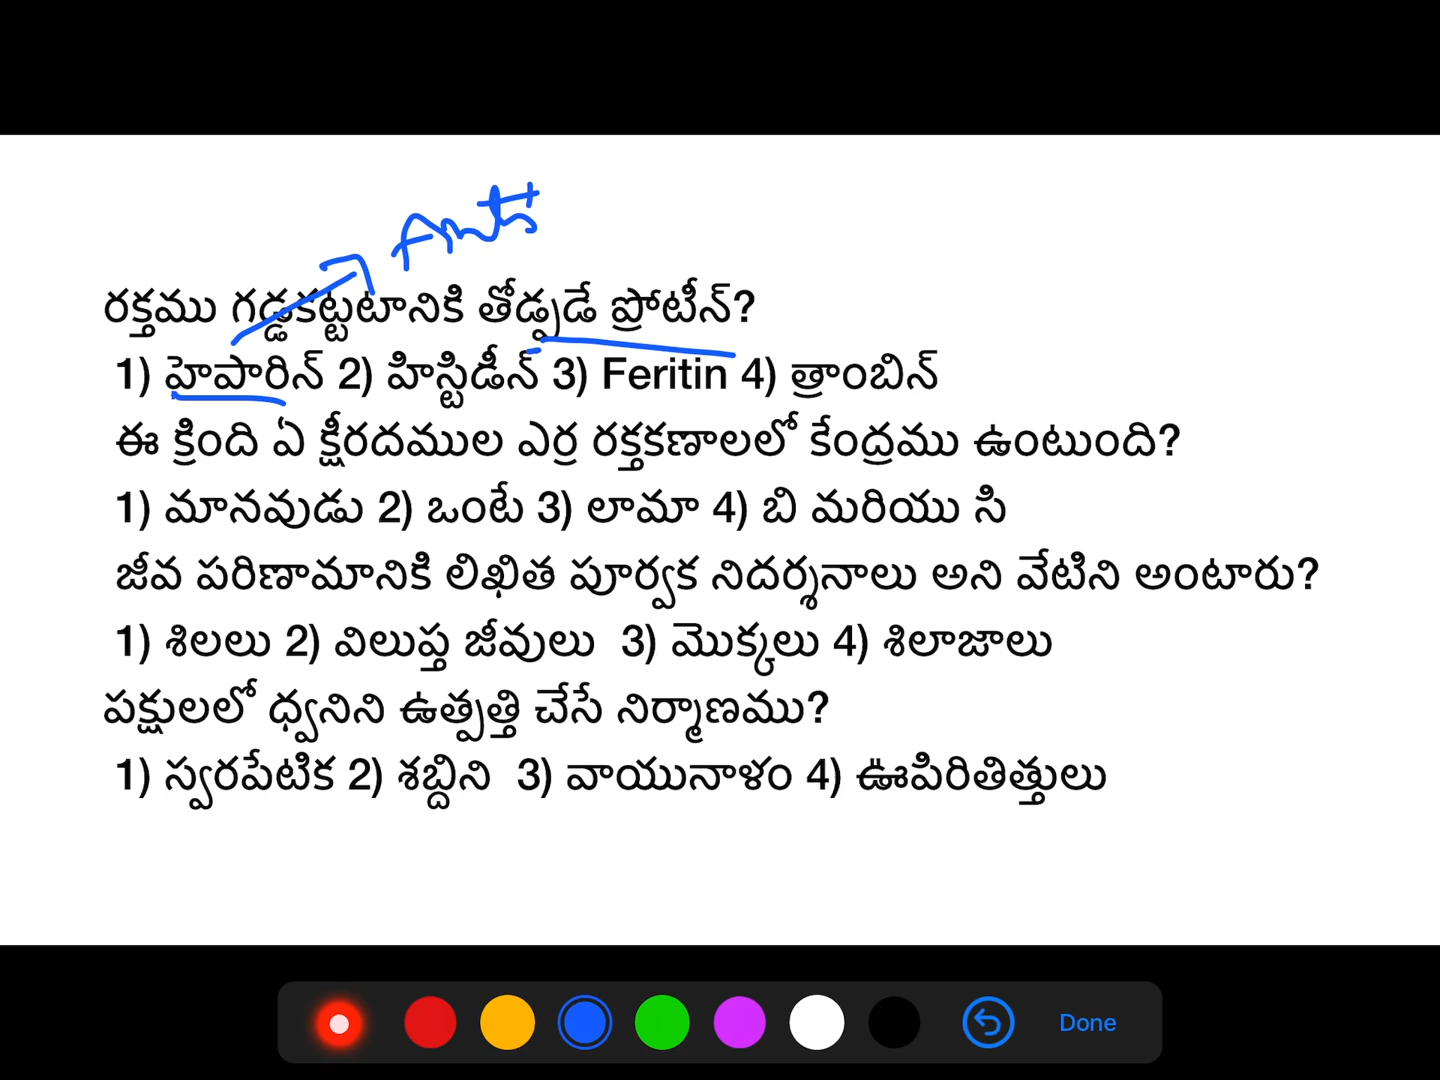 Anti
రక్తము గడ్డకట్టటానికి తోడ్పడే ప్రోటీన్?
1) హెపారిన్ 2) హిస్టిడీన్ 3) Feritin 4) త్రాంబిన్
ఈ క్రింది ఏ క్షీరదముల ఎర్ర రక్తకణాలలో కేంద్రము ఉంటుంది?
1) మానవుడు 2) ఒంటే 3) లామా 4) బి మరియు సి
జీవ పరిణామానికి లిఖిత పూర్వక నిదర్శనాలు అని వేటిని అంటారు?
1) శిలలు 2) విలుప్త జీవులు 3) మొక్కలు 4) శిలాజాలు
పక్షులలో ధ్వనిని ఉత్పత్తి చేసే నిర్మాణము?
1) స్వరపేటిక 2) శబ్దిని 3) వాయునాళం 4) ఊపిరితిత్తులు
Done